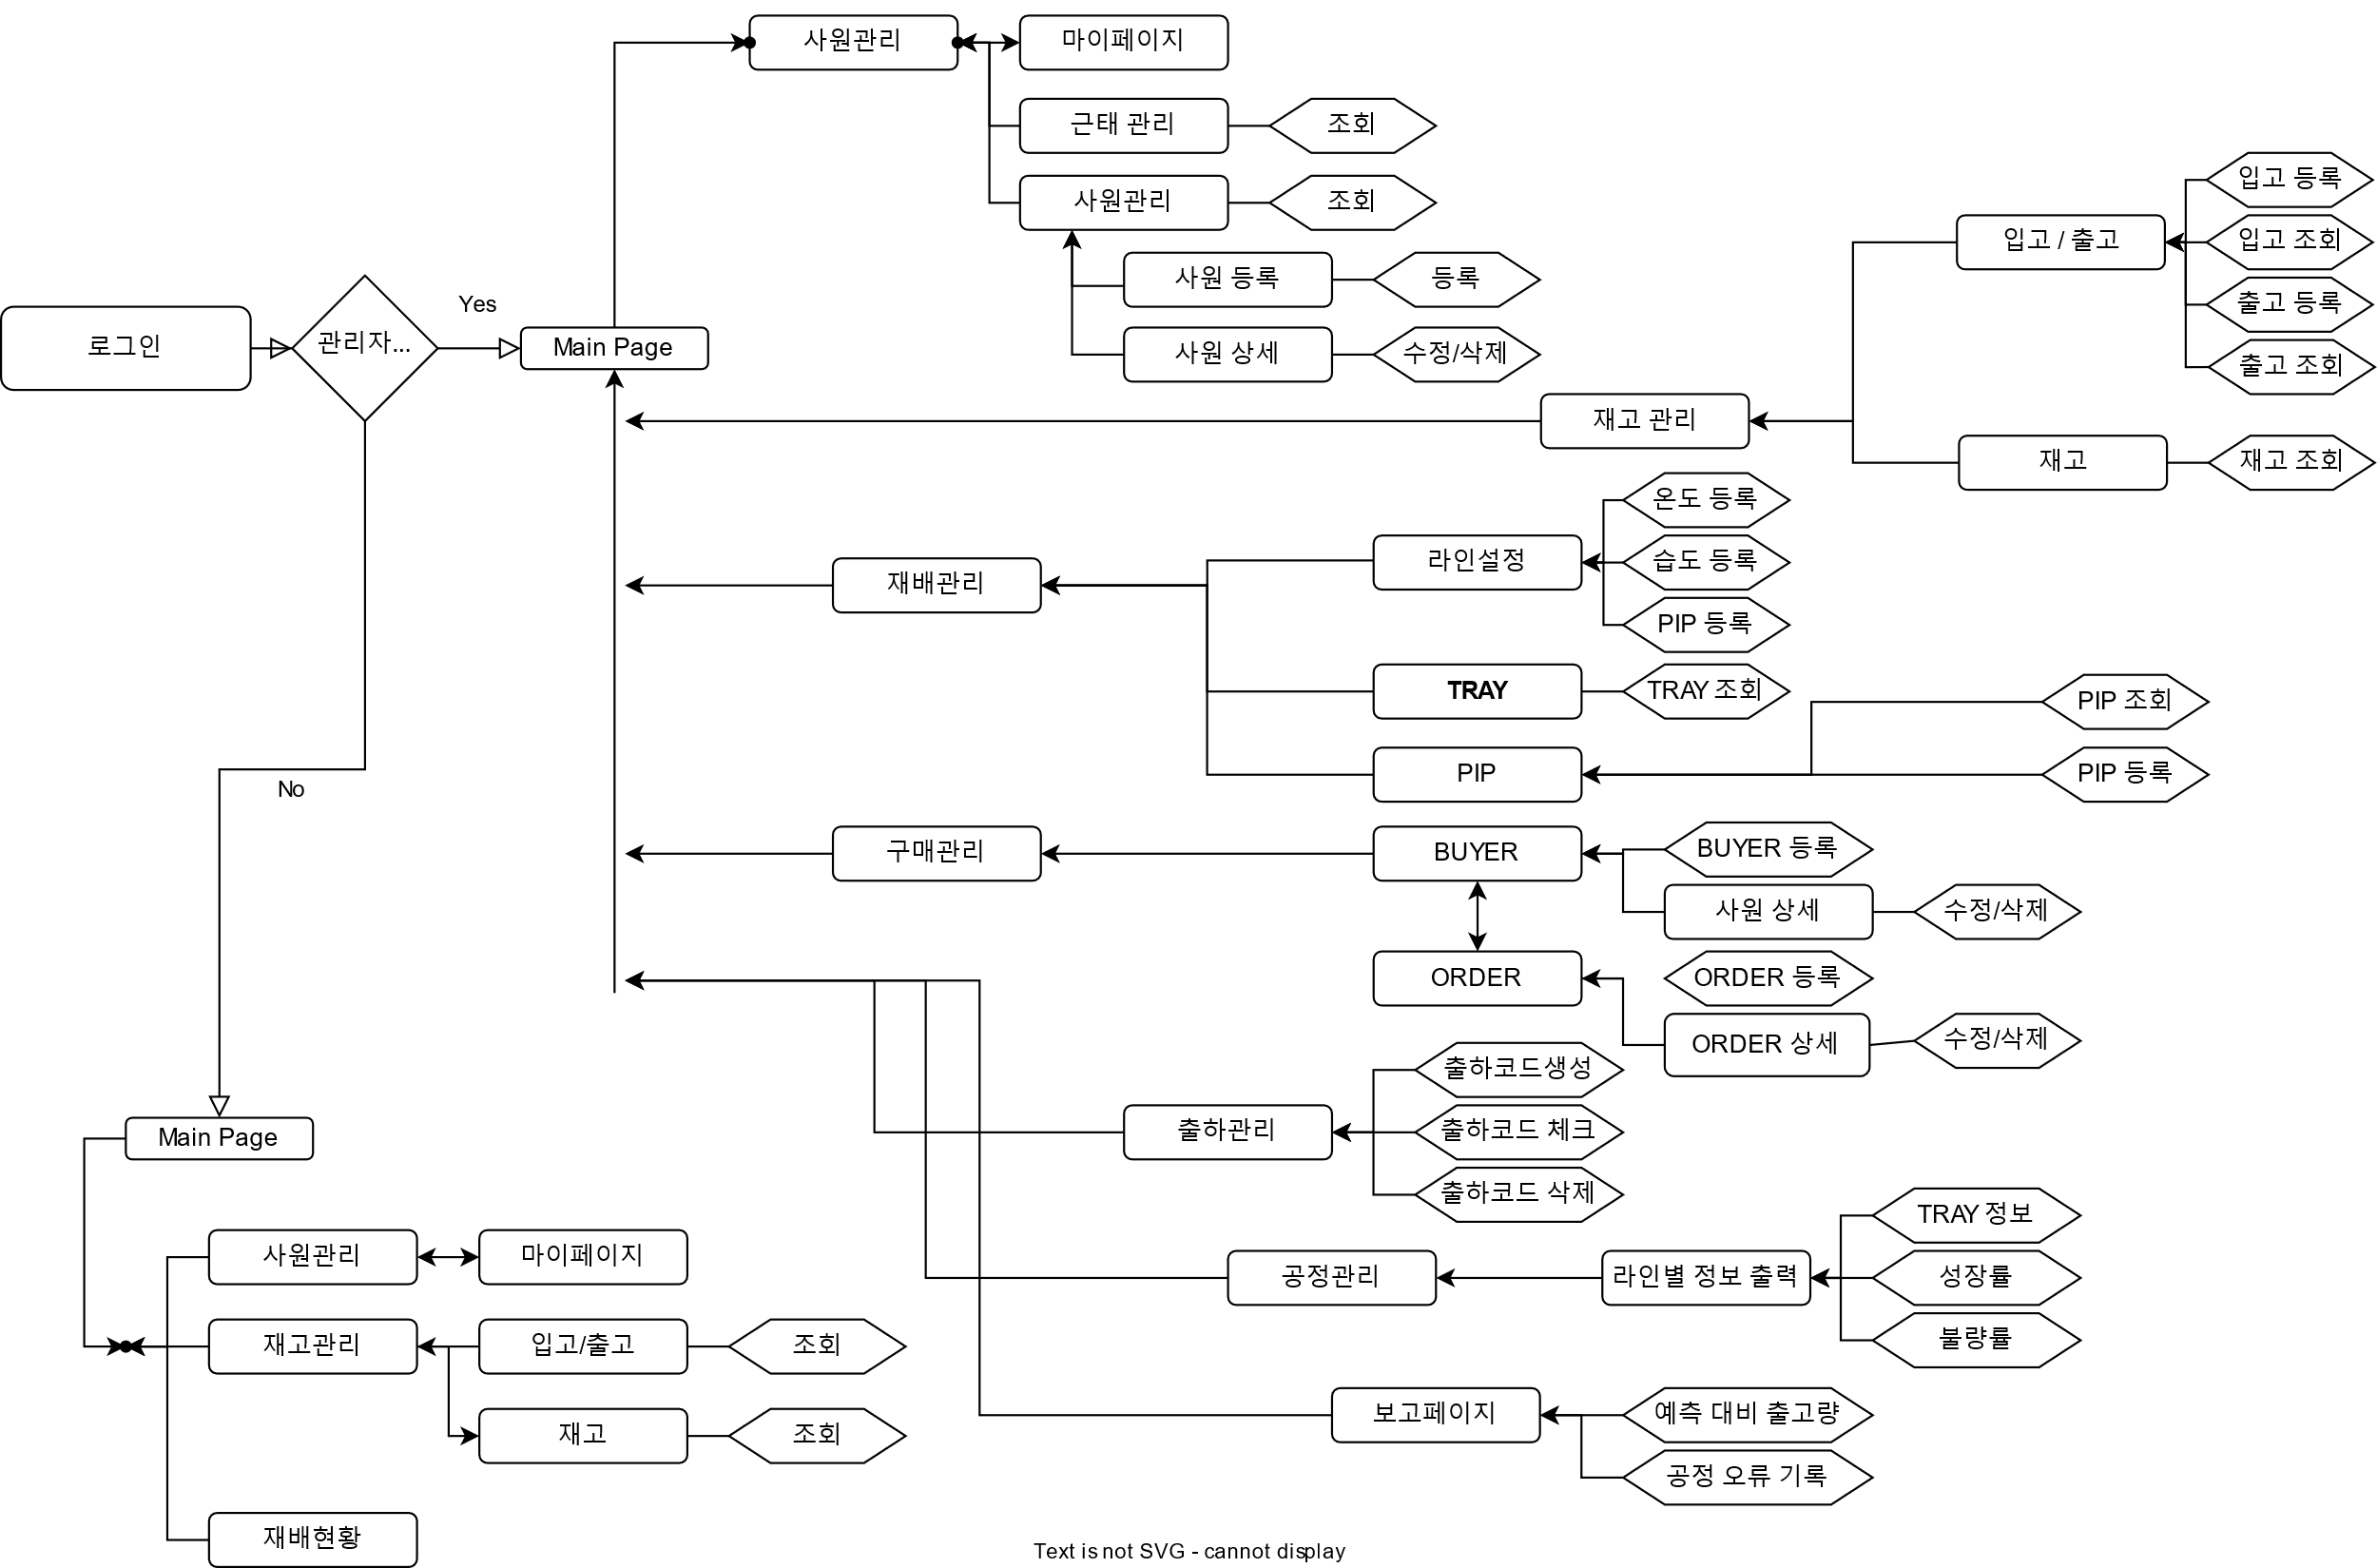 사원관리
마이페이지
근태 관리
조회
사원관리
조회
사원 등록
등록
사원 상세
수정/삭제
로그인
관리자...
Yes
Main Page
입고 등록
입고 / 출고
입고 조회
출고 등록
출고 조회
재고 관리
재고
재고 조회
온도 등록
재배관리
라인설정
습도 등록
PIP 등록
TRAY
TRAY 조회
PIP 조회
PIP
PIP 등록
No
구매관리
BUYER
BUYER 등록
사원 상세
수정/삭제
ORDER
ORDER 등록
ORDER 상세
수정/삭제
출하코드생성
출하관리
출하코드 체크
출하코드 삭제
Main Page
TRAY 정보
공정관리
라인별 정보 출력
성장률
불량률
사원관리
마이페이지
재고관리
입고/출고
조회
재고
조회
재배현황
보고페이지
예측 대비 출고량
공정 오류 기록
Text is not SVG - cannot display